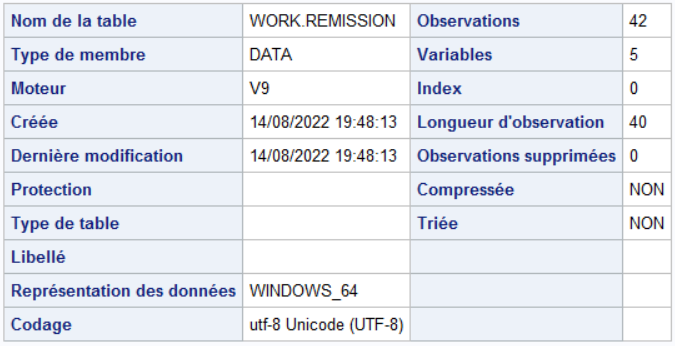 Nom de la table WORK.REMISSION Observations 42
Type de membre DATA Variables 5
Moteur V9 Index 0
Créée 14/08/2022 19:48:13 Longueur d'observation 40
Dernière modification 14/08/2022 19:48:13 Observations supprimées 0
Protection Compressée NON
Type de table Triée NON
Libellé
Représentation des données WINDOWS_64
Codage utf-8 Unicode (UTF-8)